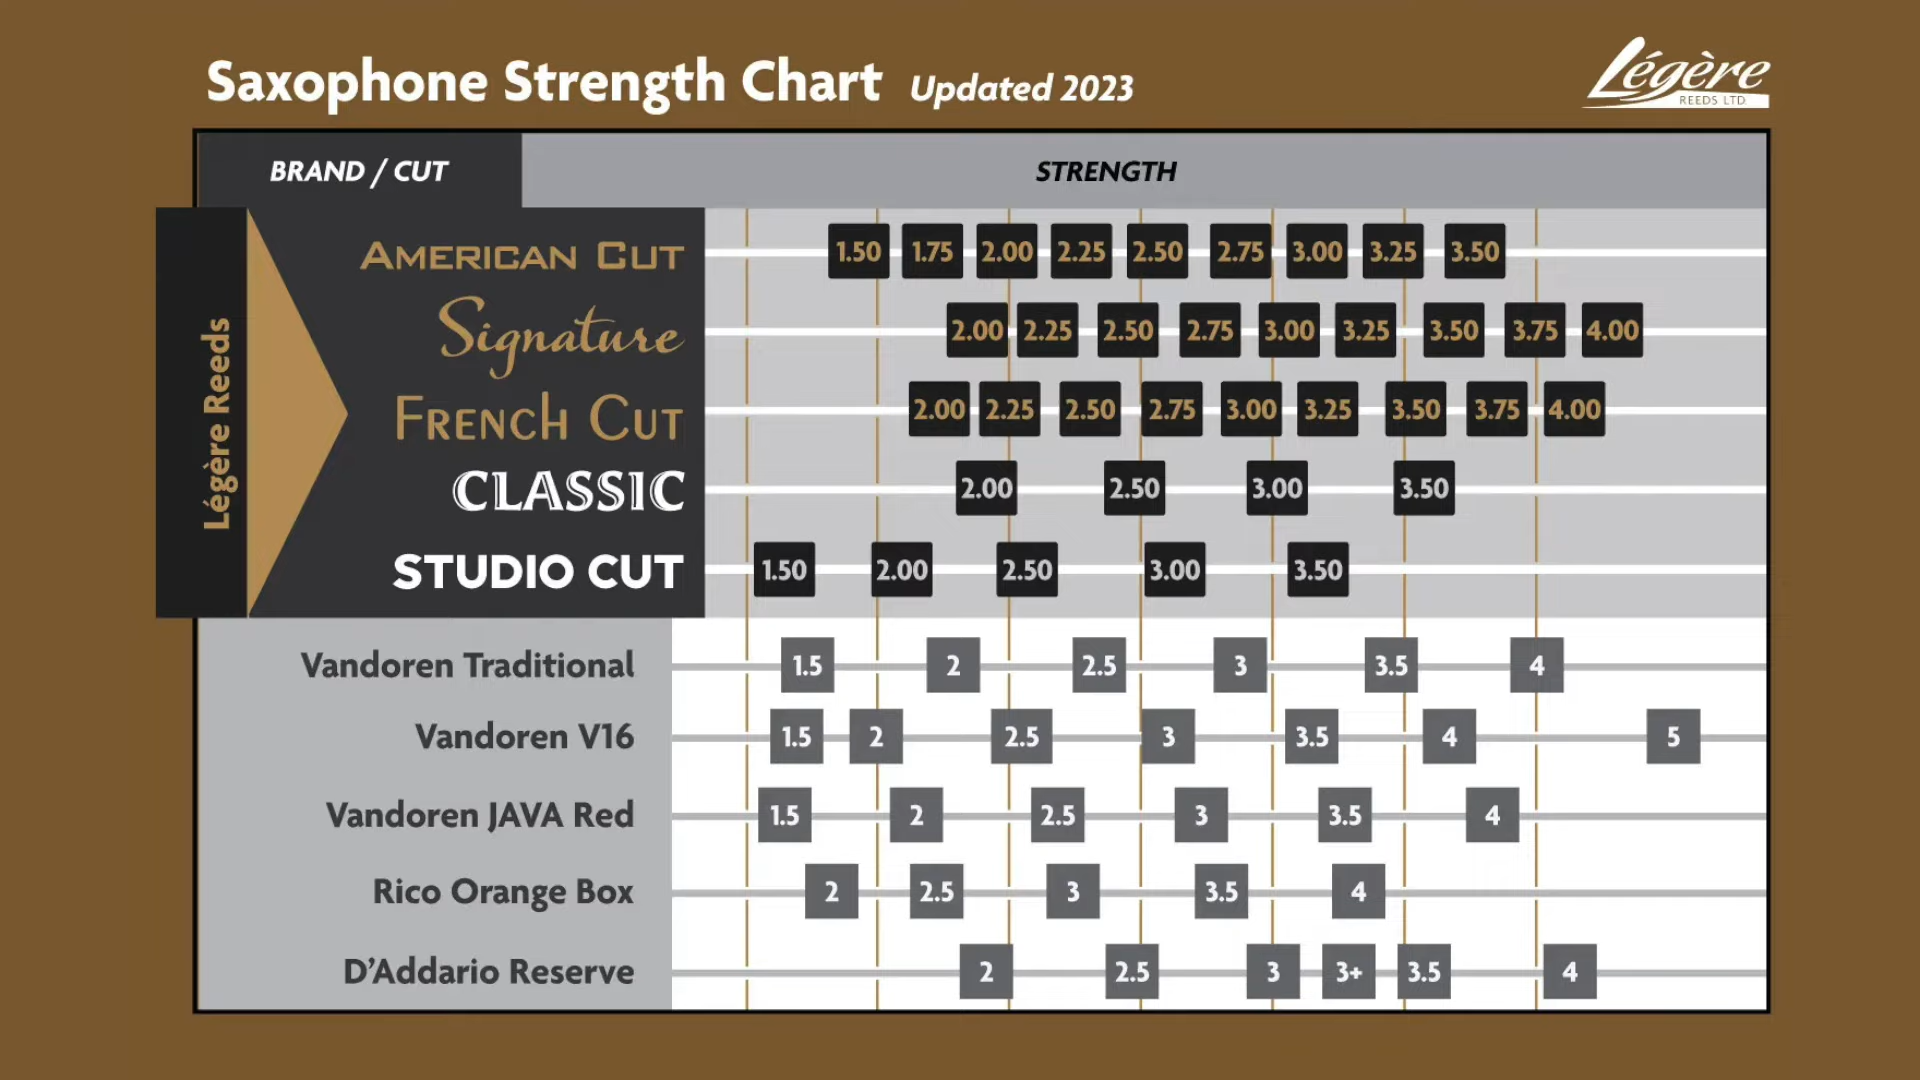 Saxophone Strength Chart Updated 2023
Légère
REEDS LTD.
BRAND / CUT STRENGTH
Légère Reeds
AMERICAN CUT 1.50 1.75 2.00 2.25 2.50 2.75 3.00 3.25 3.50
Signature 2.00 2.25 2.50 2.75 3.00 3.25 3.50 3.75 4.00
FRENCH CUT 2.00 2.25 2.50 2.75 3.00 3.25 3.50 3.75 4.00
CLASSIC 2.00 2.50 3.00 3.50
STUDIO CUT 1.50 2.00 2.50 3.00 3.50
Vandoren Traditional 1.5 2 2.5 3 3.5 4
Vandoren V16 1.5 2 2.5 3 3.5 4 5
Vandoren JAVA Red 1.5 2 2.5 3 3.5 4
Rico Orange Box 2 2.5 3 3.5 4
D’Addario Reserve 2 2.5 3 3+ 3.5 4